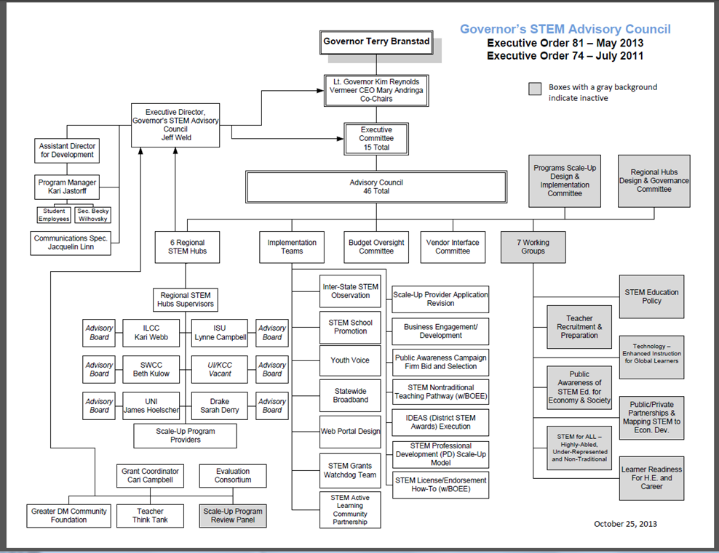 Governor's STEM Advisory Council
Executive Order 81 – May 2013
Executive Order 74 – July 2011
Boxes with a gray background
indicate inactive
Governor Terry Branstad
Lt. Governor Kim Reynolds
Vermeer CEO Mary Andringa
Co-Chairs
Executive Director,
Governor's STEM Advisory
Council
Jeff Weld
Executive
Committee
15 Total
Assistant Director
for Development
Program Manager
Kari Jastorff
Student
Employees
Sec. Becky
Wilhovsky
Communications Spec.
Jacquelin Linn
Advisory Council
46 Total
Programs Scale-Up
Design &
Implementation
Committee
Regional Hubs
Design & Governance
Committee
6 Regional
STEM Hubs
Implementation
Teams
Budget Oversight
Committee
Vendor Interface
Committee
7 Working
Groups
Regional STEM
Hubs Supervisors
Advisory
Board
ILCC
Kari Webb
ISU
Lynne Campbell
Advisory
Board
Advisory
Board
SWCC
Beth Kulow
UI/KCC
Vacant
Advisory
Board
Advisory
Board
UNI
James Hoelscher
Drake
Sarah Derry
Advisory
Board
Scale-Up Program
Providers
Grant Coordinator
Cari Campbell
Evaluation
Consortium
Greater DM Community
Foundation
Teacher
Think Tank
Scale-Up Program
Review Panel
Inter-State STEM
Observation
STEM School
Promotion
Youth Voice
Statewide
Broadband
Web Portal Design
STEM Grants
Watchdog Team
STEM Active
Learning
Community
Partnership
Scale-Up Provider Application
Revision
Business Engagement/
Development
Public Awareness Campaign
Firm Bid and Selection
STEM Nontraditional
Teaching Pathway (w/BOEE)
IDEAS (District STEM
Awards) Execution
STEM Professional
Development (PD) Scale-Up
Model
STEM License/Endorsement
How-To (w/BOEE)
STEM Education
Policy
Teacher
Recruitment &
Preparation
Technology –
Enhanced Instruction
for Global Learners
Public
Awareness of
STEM Ed. for
Economy & Society
Public/Private
Partnerships &
Mapping STEM to
Econ. Dev.
STEM for ALL –
Highly-Abled,
Under-Represented
and Non-Traditional
Learner Readiness
For H.E. and
Career
October 25, 2013